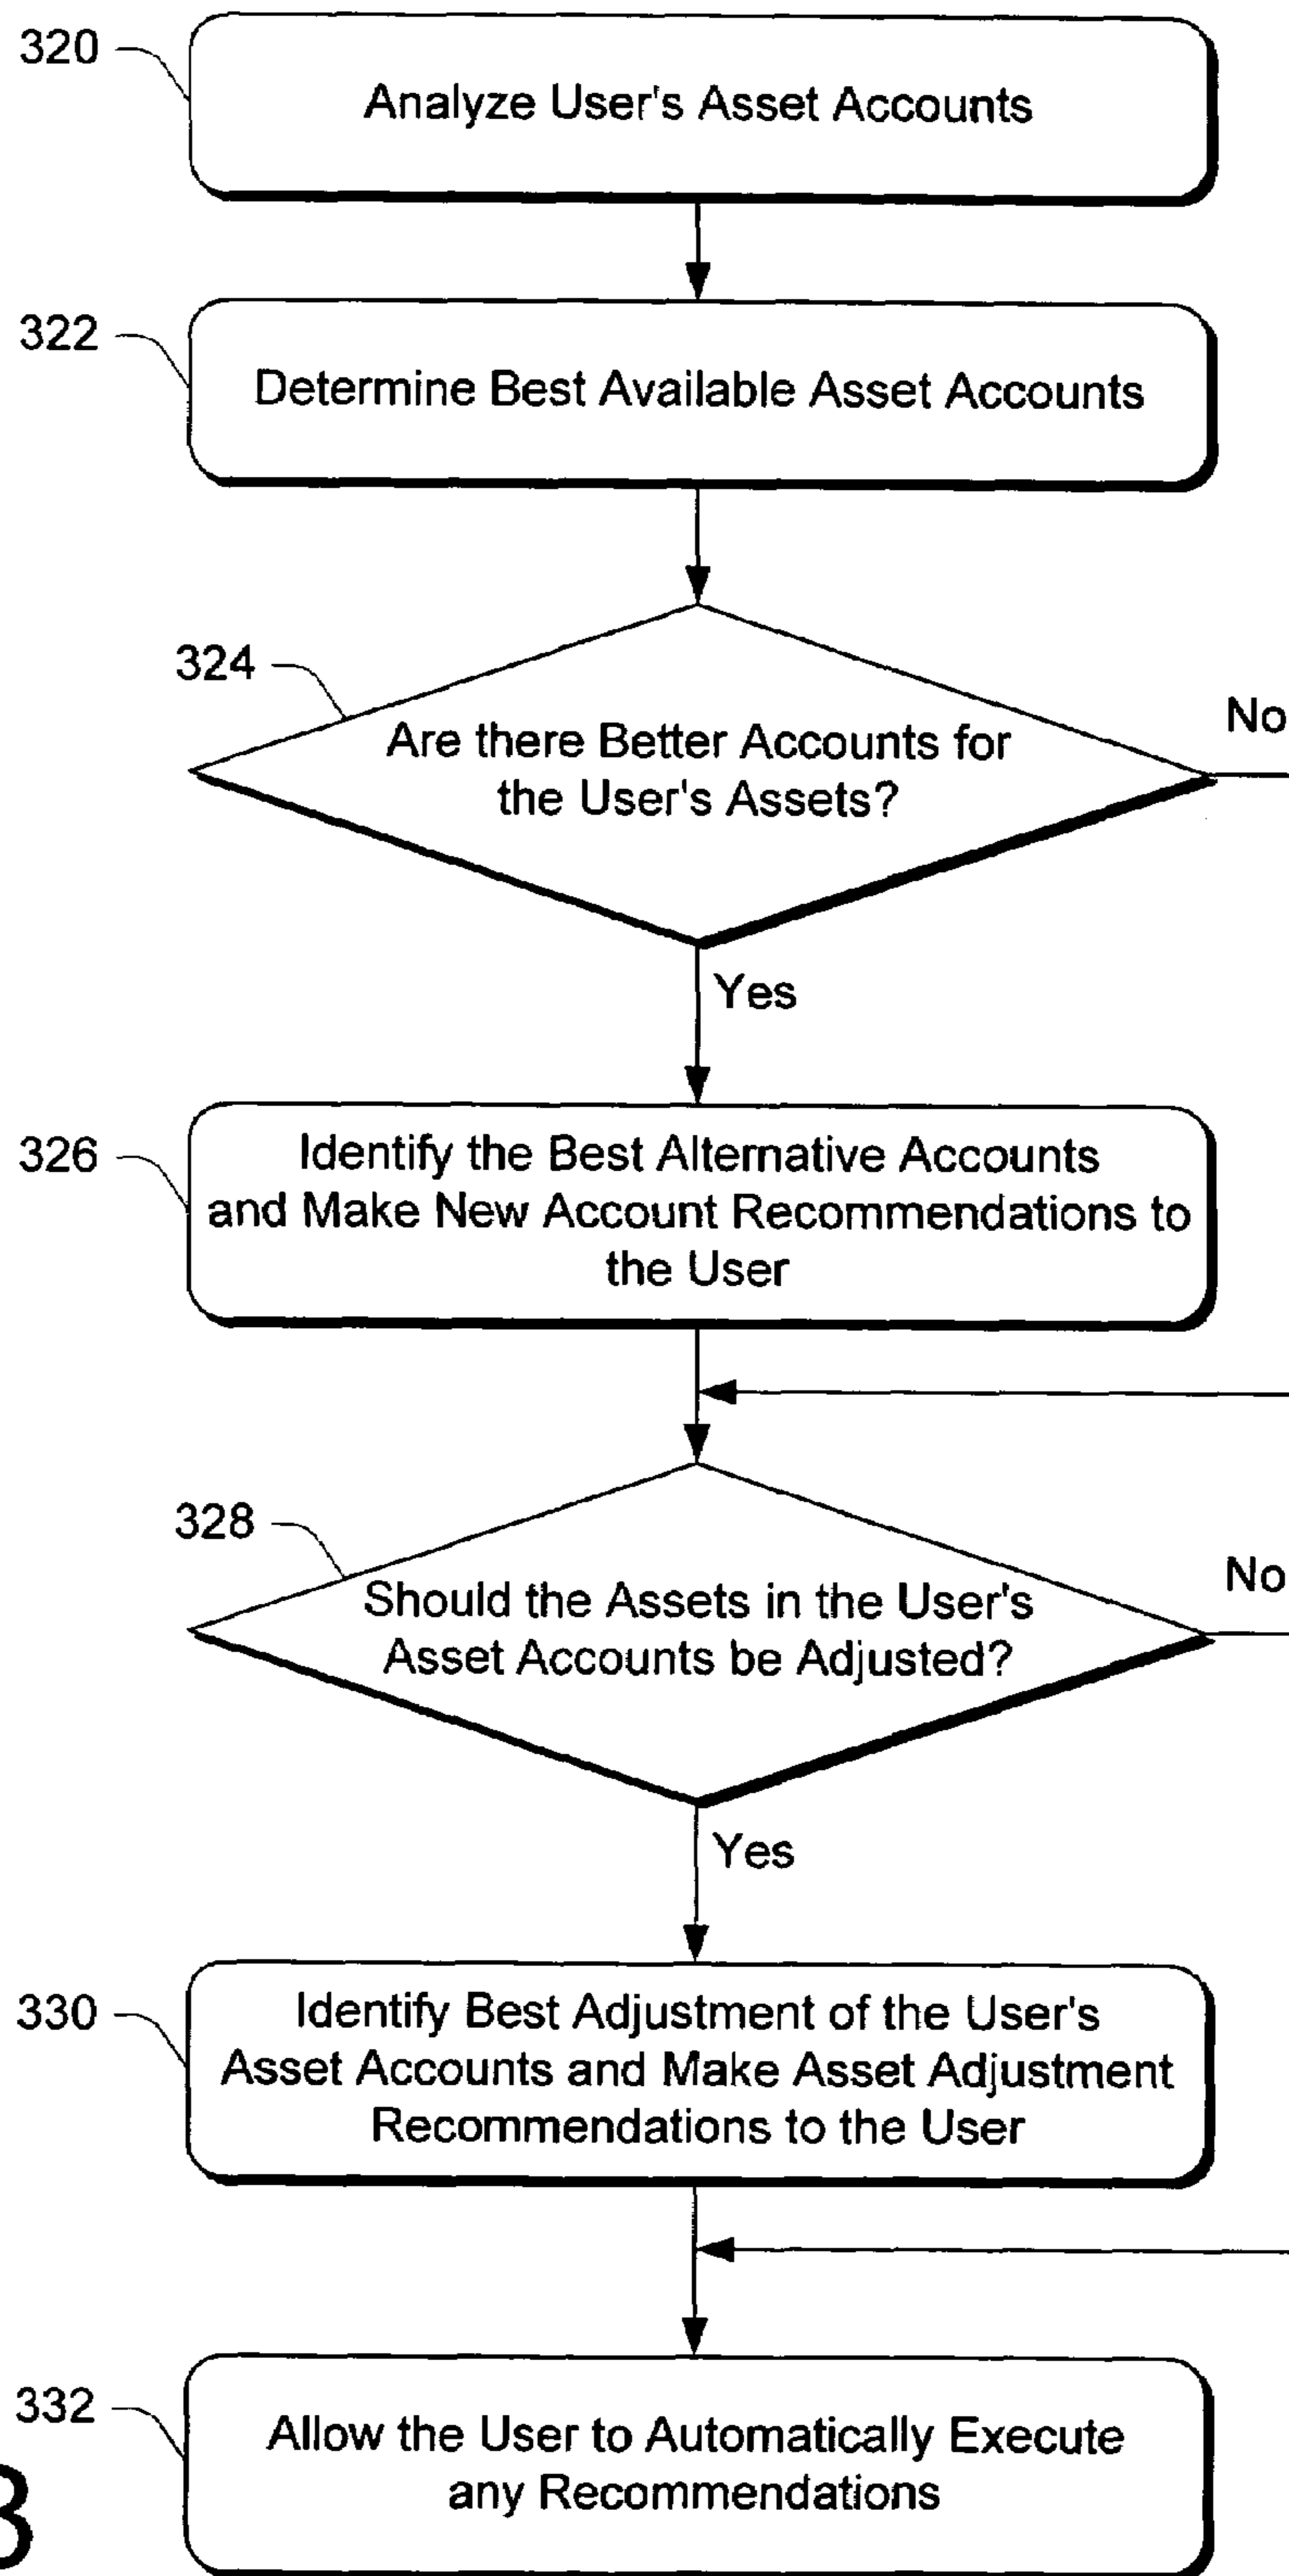 320
Analyze User's Asset Accounts
322
Determine Best Available Asset Accounts
324
Are there Better Accounts for
the User's Assets?
No
Yes
326
Identify the Best Alternative Accounts
and Make New Account Recommendations to
the User
328
Should the Assets in the User's
Asset Accounts be Adjusted?
No
Yes
330
Identify Best Adjustment of the User's
Asset Accounts and Make Asset Adjustment
Recommendations to the User
332
Allow the User to Automatically Execute
any Recommendations